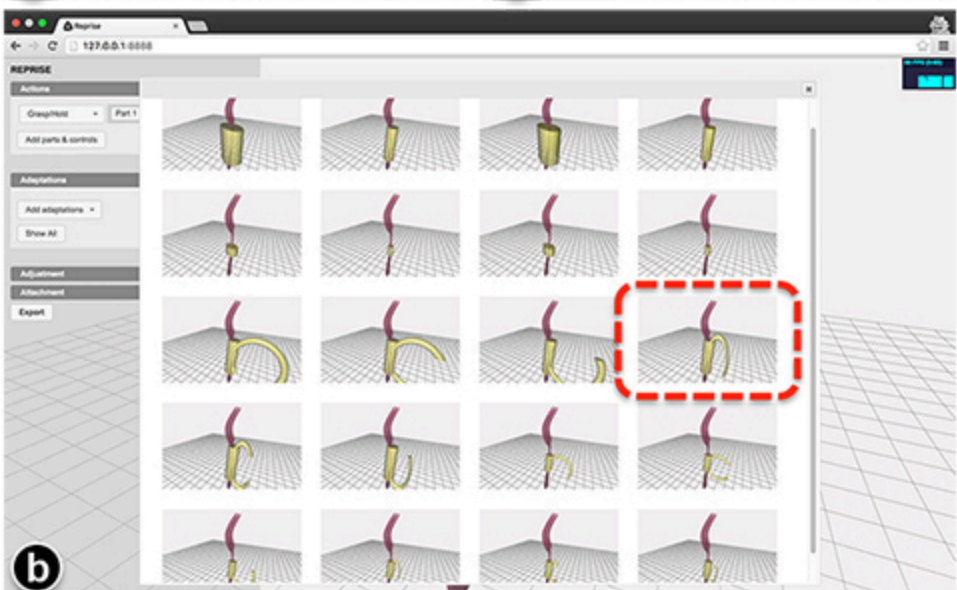 Reprise
127.0.0.1:8888
REPRISE
Actions
Grasp/Hold
Part 1
Add parts & controls
Adaptations
Add adaptations
Show All
Adjustment
Attachment
Export
b